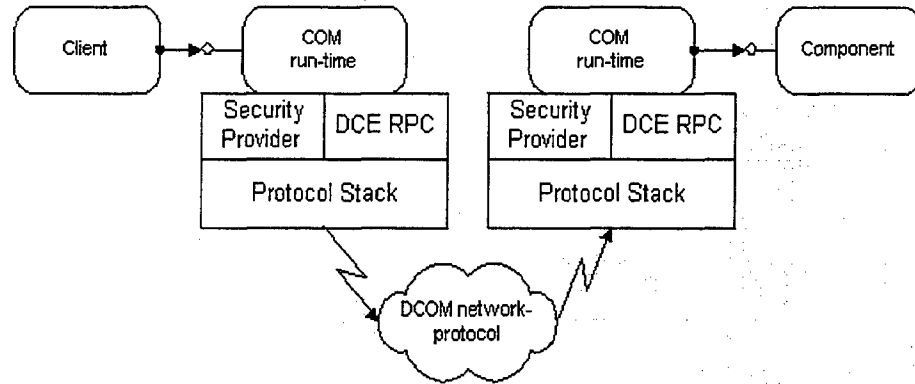 Client
COM
run-time
COM
run-time
Component
Security
Provider
DCE RPC
Security
Provider
DCE RPC
Protocol Stack
Protocol Stack
DCOM network-
protocol